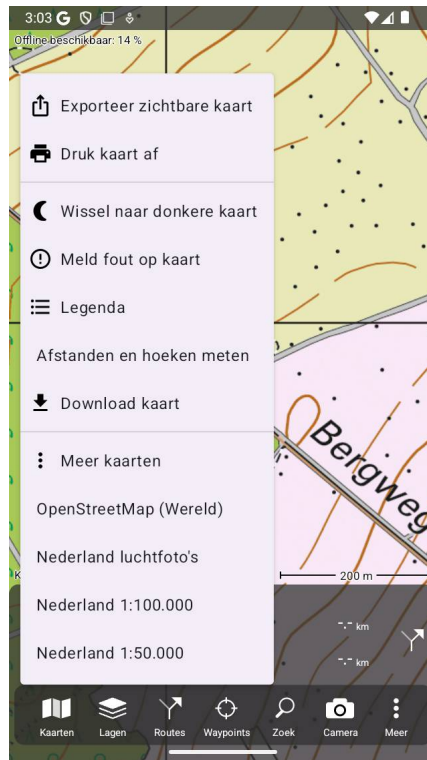 3:03
Offline beschikbaar: 14 %
Exporteer zichtbare kaart
Druk kaart af
Wissel naar donkere kaart
Meld fout op kaart
Legenda
Afstanden en hoeken meten
Download kaart
Meer kaarten
OpenStreetMap (Wereld)
Nederland luchtfoto's
Nederland 1:100.000
Nederland 1:50.000
Bergweg
200 m
-.- km
-.- km
Kaarten
Lagen
Routes
Waypoints
Zoek
Camera
Meer